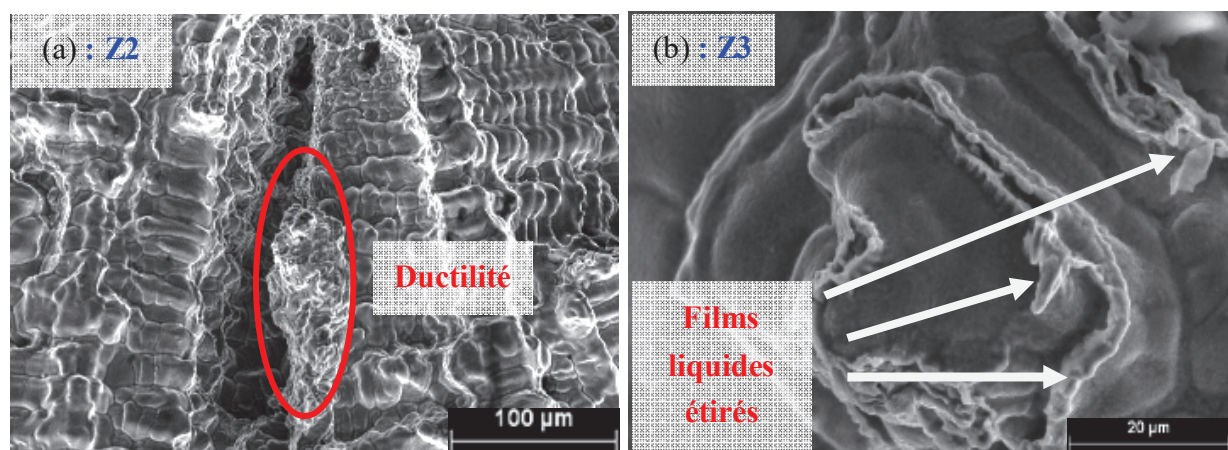 (a) : Z2
Ductilité
100 µm
(b) : Z3
Films
liquides
étirés
20 µm